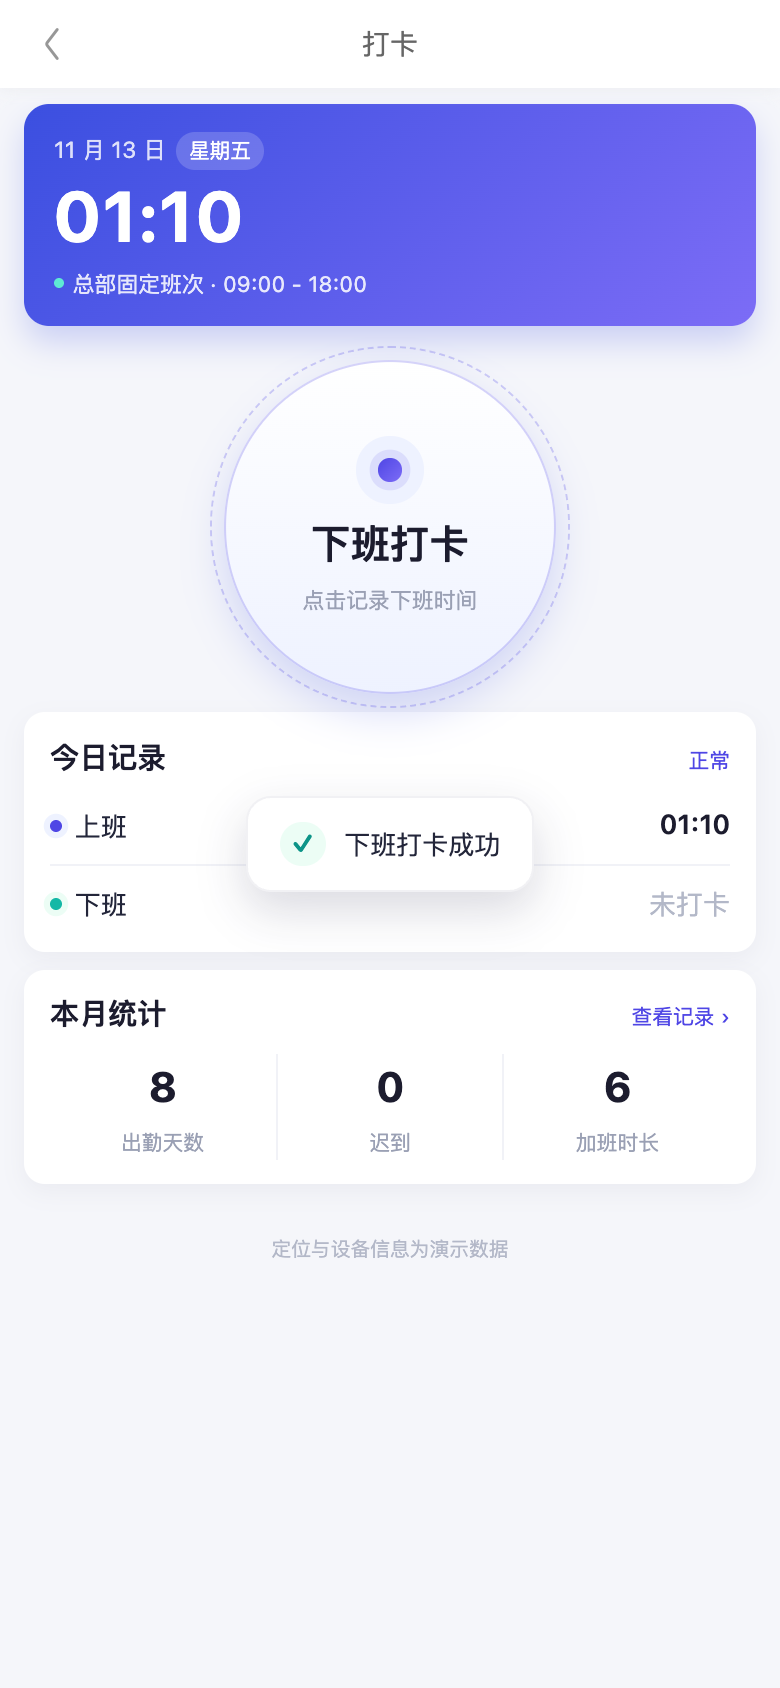 打卡
11 月 13 日 星期五
01:10
总部固定班次 · 09:00 - 18:00
下班打卡
点击记录下班时间
今日记录 正常
上班 01:10
下班打卡成功
下班 未打卡
本月统计 查看记录 ›
8 0 6
出勤天数 迟到 加班时长
定位与设备信息为演示数据